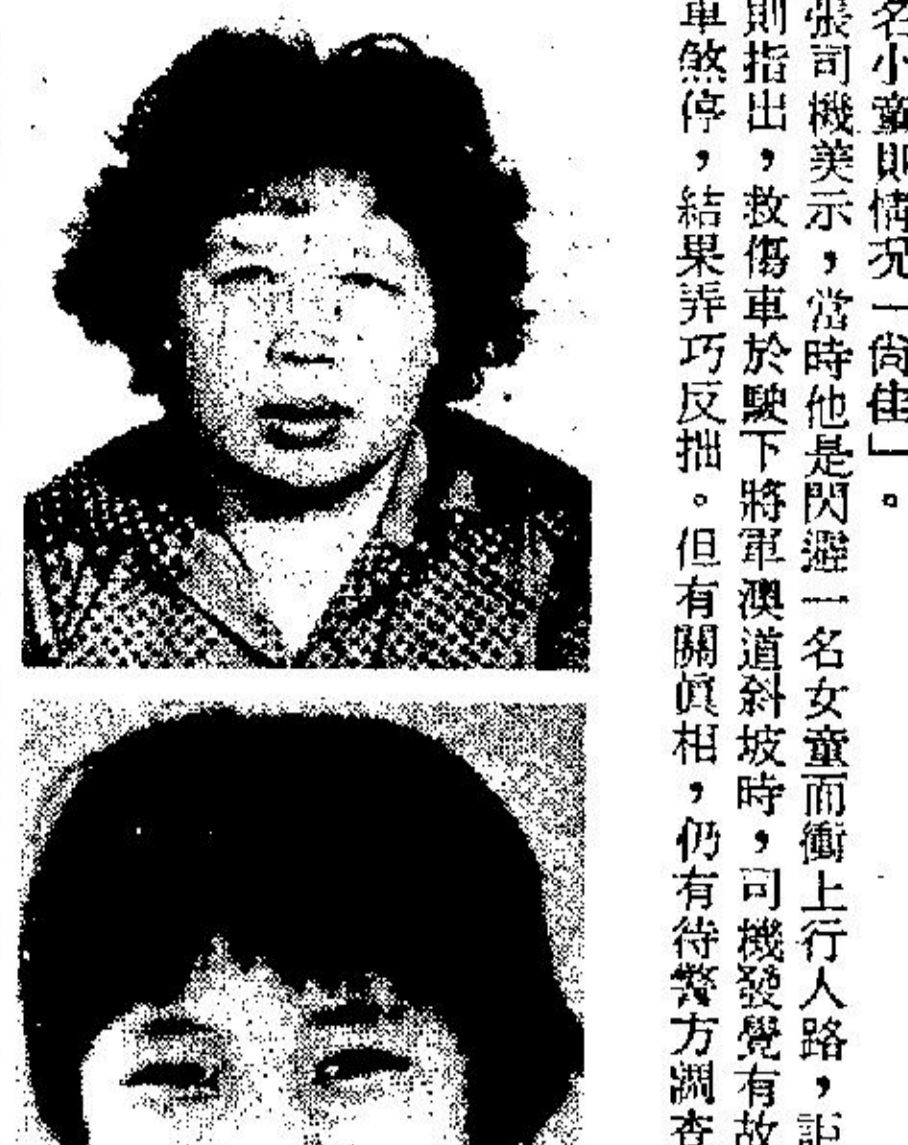 名小童則情况「尚佳」。
張司機表示，當時他是閃避一名女童而衝上行人路，
則指出，救傷車於駛下將軍澳道斜坡時，司機發覺有故
車煞停，結果弄巧反拙。但有關眞相，仍有待警方調查